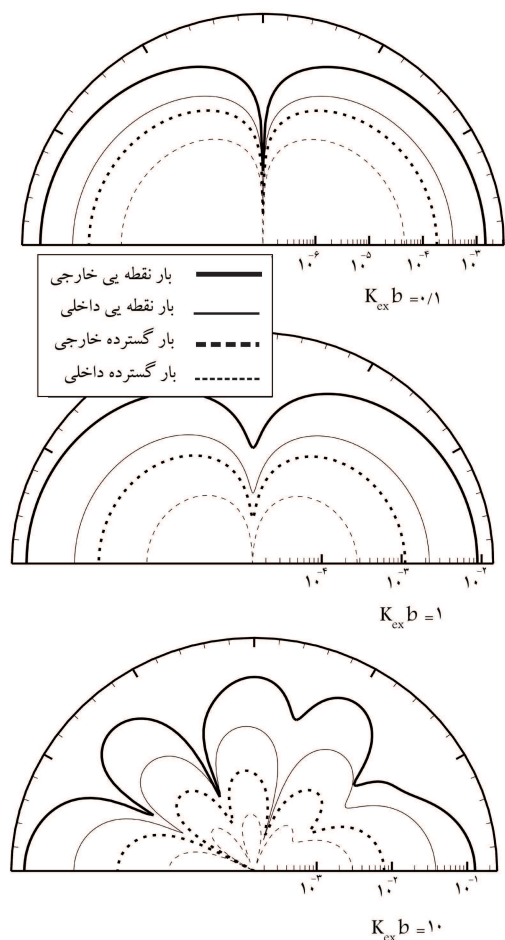 ۱۰⁻⁶ ۱۰⁻⁵ ۱۰⁻⁴ ۱۰⁻³
K_ex b = ۰/۱
بار نقطه یی خارجی
بار نقطه یی داخلی
بار گسترده خارجی
بار گسترده داخلی
۱۰⁻⁴ ۱۰⁻³ ۱۰⁻²
K_ex b = ۱
۱۰⁻³ ۱۰⁻² ۱۰⁻¹
K_ex b = ۱۰